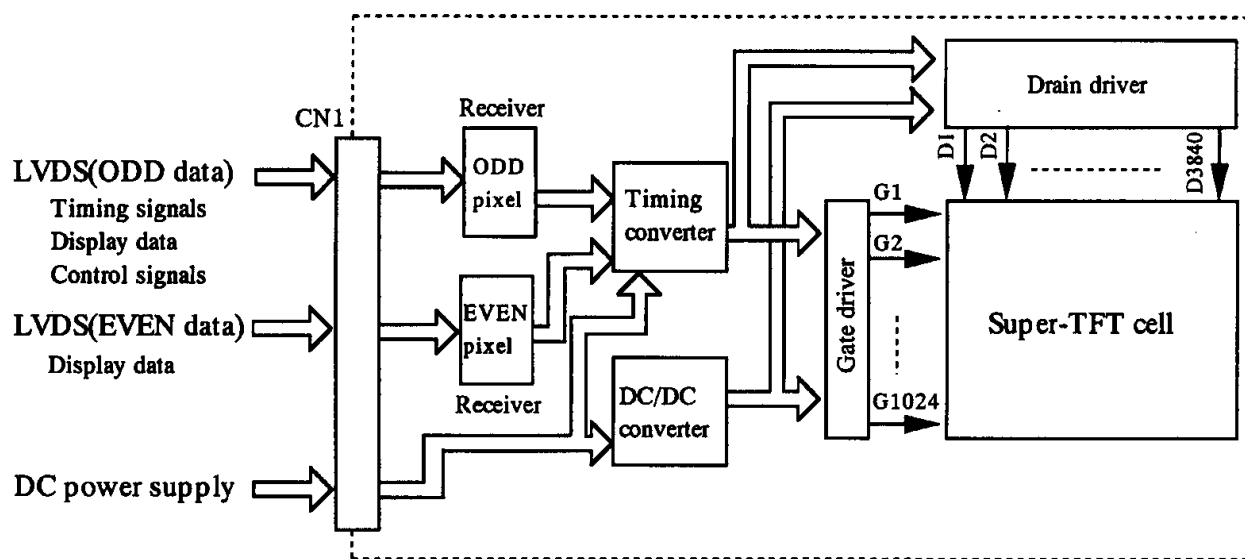 CN1
LVDS(ODD data)
Timing signals
Display data
Control signals
LVDS(EVEN data)
Display data
DC power supply
Receiver
ODD
pixel
EVEN
pixel
Receiver
Timing
converter
DC/DC
converter
Drain driver
D1
D2
D3840
Gate driver
G1
G2
G1024
Super-TFT cell